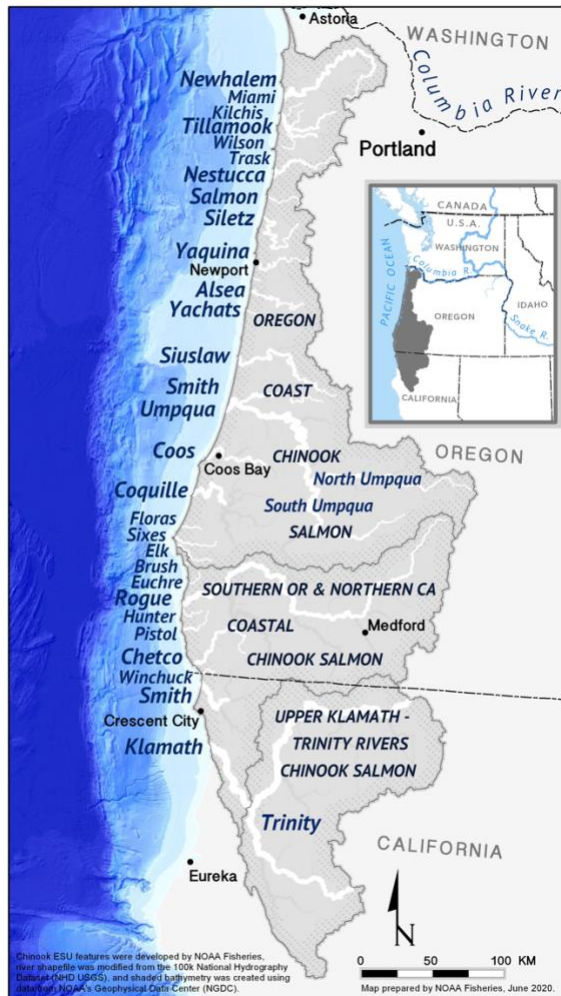 Astoria
WASHINGTON
Columbia River
Portland
Newhalem
Miami
Kilchis
Tillamook
Wilson
Trask
Nestucca
Salmon
Siletz
Yaquina
Newport
Alsea
Yachats
Siuslaw
Smith
Umpqua
Coos
Coos Bay
Coquille
Floras
Sixes
Elk
Brush
Euchre
Rogue
Hunter
Pistol
Chetco
Winchuck
Smith
Crescent City
Klamath
Eureka
OREGON
COAST
CHINOOK
SALMON
North Umpqua
South Umpqua
OREGON
SOUTHERN OR & NORTHERN CA
COASTAL
CHINOOK SALMON
Medford
UPPER KLAMATH -
TRINITY RIVERS
CHINOOK SALMON
Trinity
CALIFORNIA
CANADA
U.S.A.
WASHINGTON
Columbia R.
PACIFIC OCEAN
OREGON
IDAHO
Snake R.
CALIFORNIA
N
0 50 100 KM
Map prepared by NOAA Fisheries, June 2020.
Chinook ESU features were developed by NOAA Fisheries,
river shapefile was modified from the 100k National Hydrography
Dataset (NHD USGS), and shaded bathymetry was created using
data from NOAA's Geophysical Data Center (NGDC).